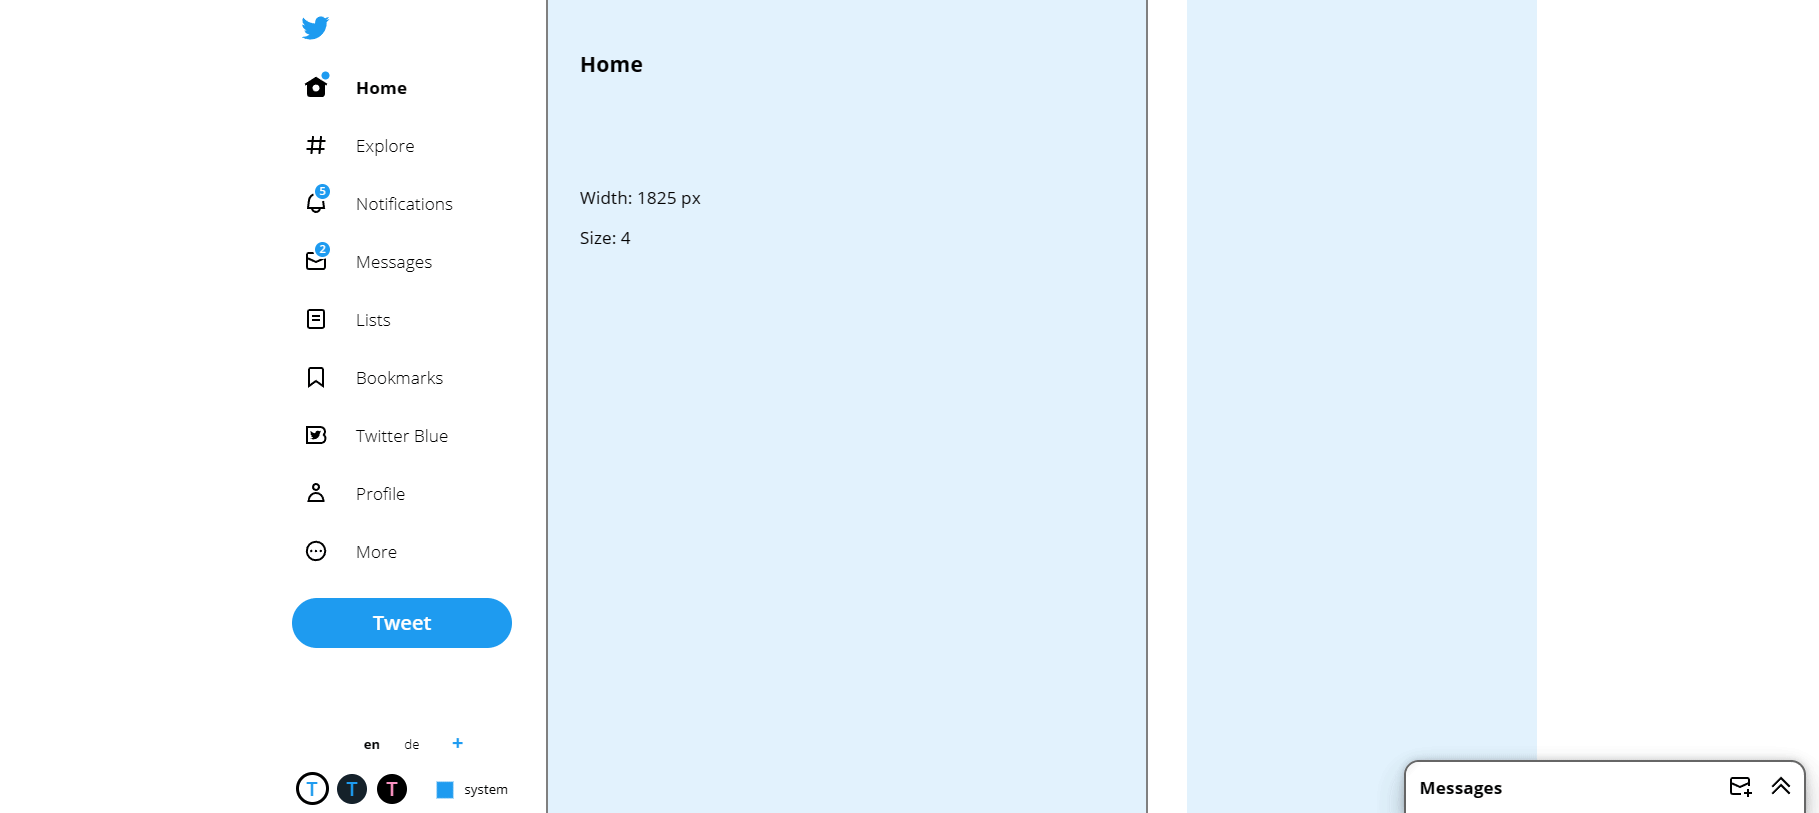 Home
Explore
5
Notifications
2
Messages
Lists
Bookmarks
Twitter Blue
Profile
More
Tweet
en de +
T T T system
Home
Width: 1825 px
Size: 4
Messages